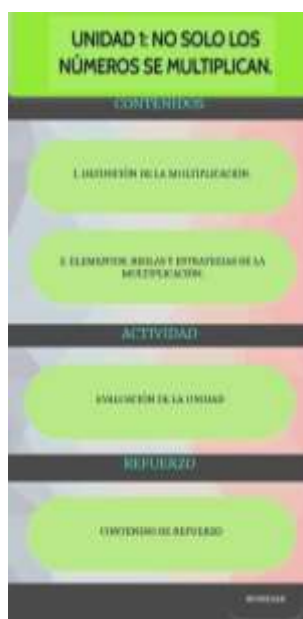 UNIDAD 1: NO SOLO LOS
NÚMEROS SE MULTIPLICAN.
CONTENIDOS
1. DEFINICIÓN DE LA MULTIPLICACIÓN
2. ELEMENTOS, REGLAS Y ESTRATEGIAS DE LA
MULTIPLICACIÓN.
ACTIVIDAD
EVALUACIÓN DE LA UNIDAD
REFUERZO
CONTENIDO DE REFUERZO